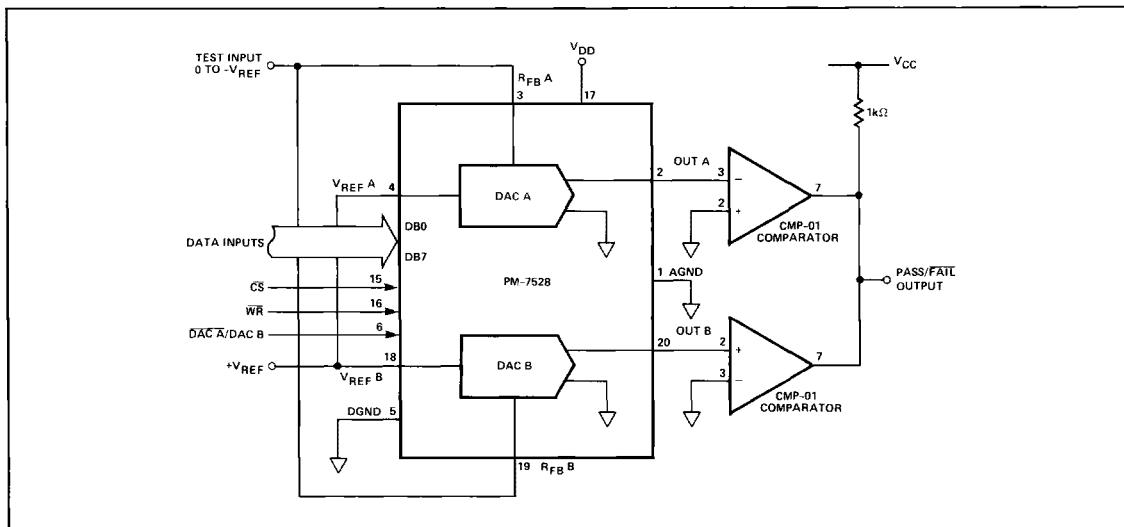 TEST INPUT
0 TO -VREF
RFB A
3
VDD
17
VCC
1kΩ
VREF A
4
DAC A
OUT A
2
3
−
2
+
7
CMP-01
COMPARATOR
DATA INPUTS
DB0
DB7
PM-7528
1 AGND
PASS/FAIL
OUTPUT
CS
15
WR
16
DAC A/DAC B
6
+VREF
18
VREF B
DAC B
OUT B
20
2
+
3
−
7
CMP-01
COMPARATOR
DGND 5
19 RFB B